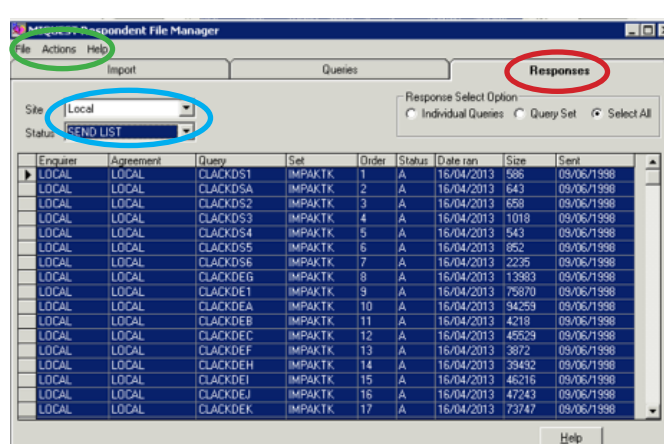 MIQUEST Respondent File Manager
File Actions Help
Import Queries Responses
Site Local
Status SEND LIST
Response Select Option
Individual Queries Query Set Select All
Enquirer Agreement Query Set Order Status Date ran Size Sent
LOCAL LOCAL CLACKDS1 IMPAKTK 1 A 16/04/2013 586 09/06/1998
LOCAL LOCAL CLACKDSA IMPAKTK 2 A 16/04/2013 643 09/06/1998
LOCAL LOCAL CLACKDS2 IMPAKTK 3 A 16/04/2013 658 09/06/1998
LOCAL LOCAL CLACKDS3 IMPAKTK 4 A 16/04/2013 1018 09/06/1998
LOCAL LOCAL CLACKDS4 IMPAKTK 5 A 16/04/2013 543 09/06/1998
LOCAL LOCAL CLACKDS5 IMPAKTK 6 A 16/04/2013 852 09/06/1998
LOCAL LOCAL CLACKDS6 IMPAKTK 7 A 16/04/2013 2235 09/06/1998
LOCAL LOCAL CLACKDEG IMPAKTK 8 A 16/04/2013 13983 09/06/1998
LOCAL LOCAL CLACKDE1 IMPAKTK 9 A 16/04/2013 75870 09/06/1998
LOCAL LOCAL CLACKDEA IMPAKTK 10 A 16/04/2013 94259 09/06/1998
LOCAL LOCAL CLACKDEB IMPAKTK 11 A 16/04/2013 4218 09/06/1998
LOCAL LOCAL CLACKDEC IMPAKTK 12 A 16/04/2013 45529 09/06/1998
LOCAL LOCAL CLACKDEF IMPAKTK 13 A 16/04/2013 3872 09/06/1998
LOCAL LOCAL CLACKDEH IMPAKTK 14 A 16/04/2013 39492 09/06/1998
LOCAL LOCAL CLACKDEI IMPAKTK 15 A 16/04/2013 46216 09/06/1998
LOCAL LOCAL CLACKDEJ IMPAKTK 16 A 16/04/2013 47243 09/06/1998
LOCAL LOCAL CLACKDEK IMPAKTK 17 A 16/04/2013 73747 09/06/1998
Help